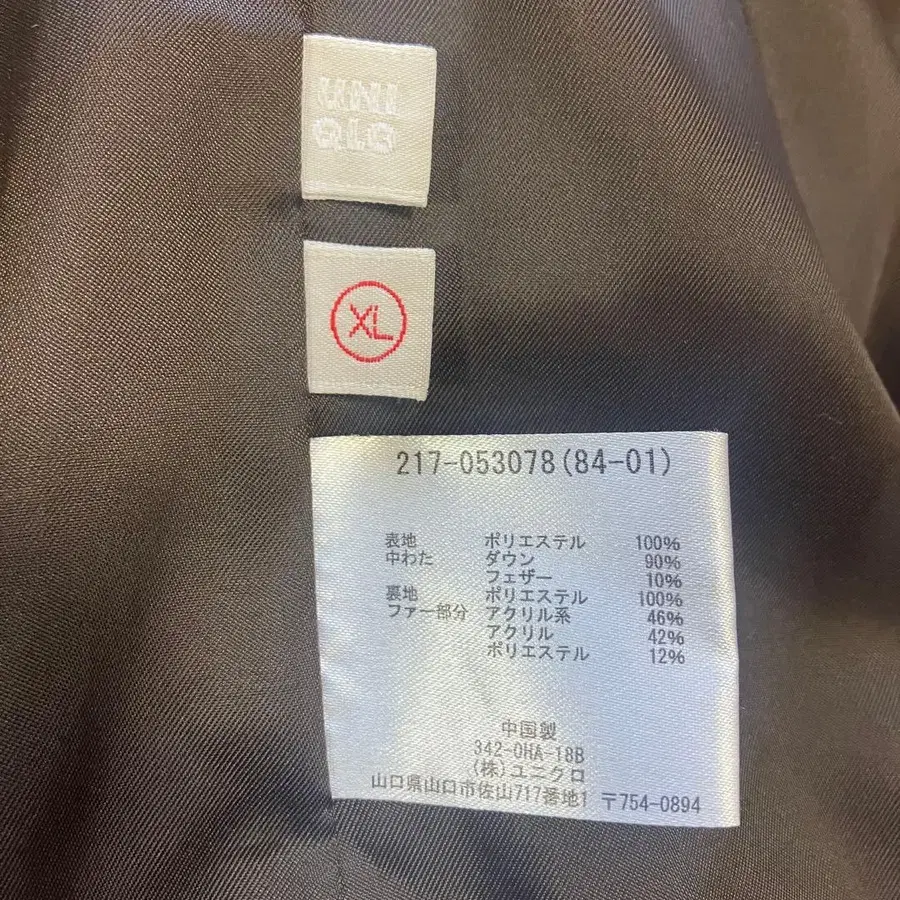 UNI
QLO
XL
217-053078(84-01)
表地 ポリエステル 100%
中わた ダウン 90%
フェザー 10%
裏地 ポリエステル 100%
ファー部分 アクリル系 46%
アクリル 42%
ポリエステル 12%
中国製
342-0HA-18B
(株)ユニクロ
山口県山口市佐山717番地1 〒754-0894